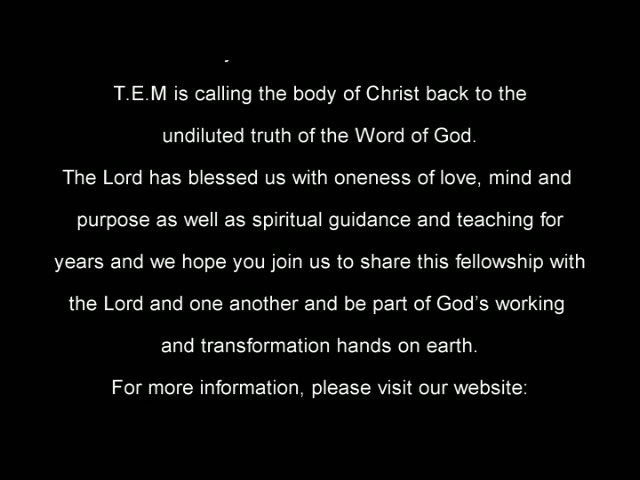 T.E.M is calling the body of Christ back to the
undiluted truth of the Word of God.
The Lord has blessed us with oneness of love, mind and
purpose as well as spiritual guidance and teaching for
years and we hope you join us to share this fellowship with
the Lord and one another and be part of God's working
and transformation hands on earth.
For more information, please visit our website: